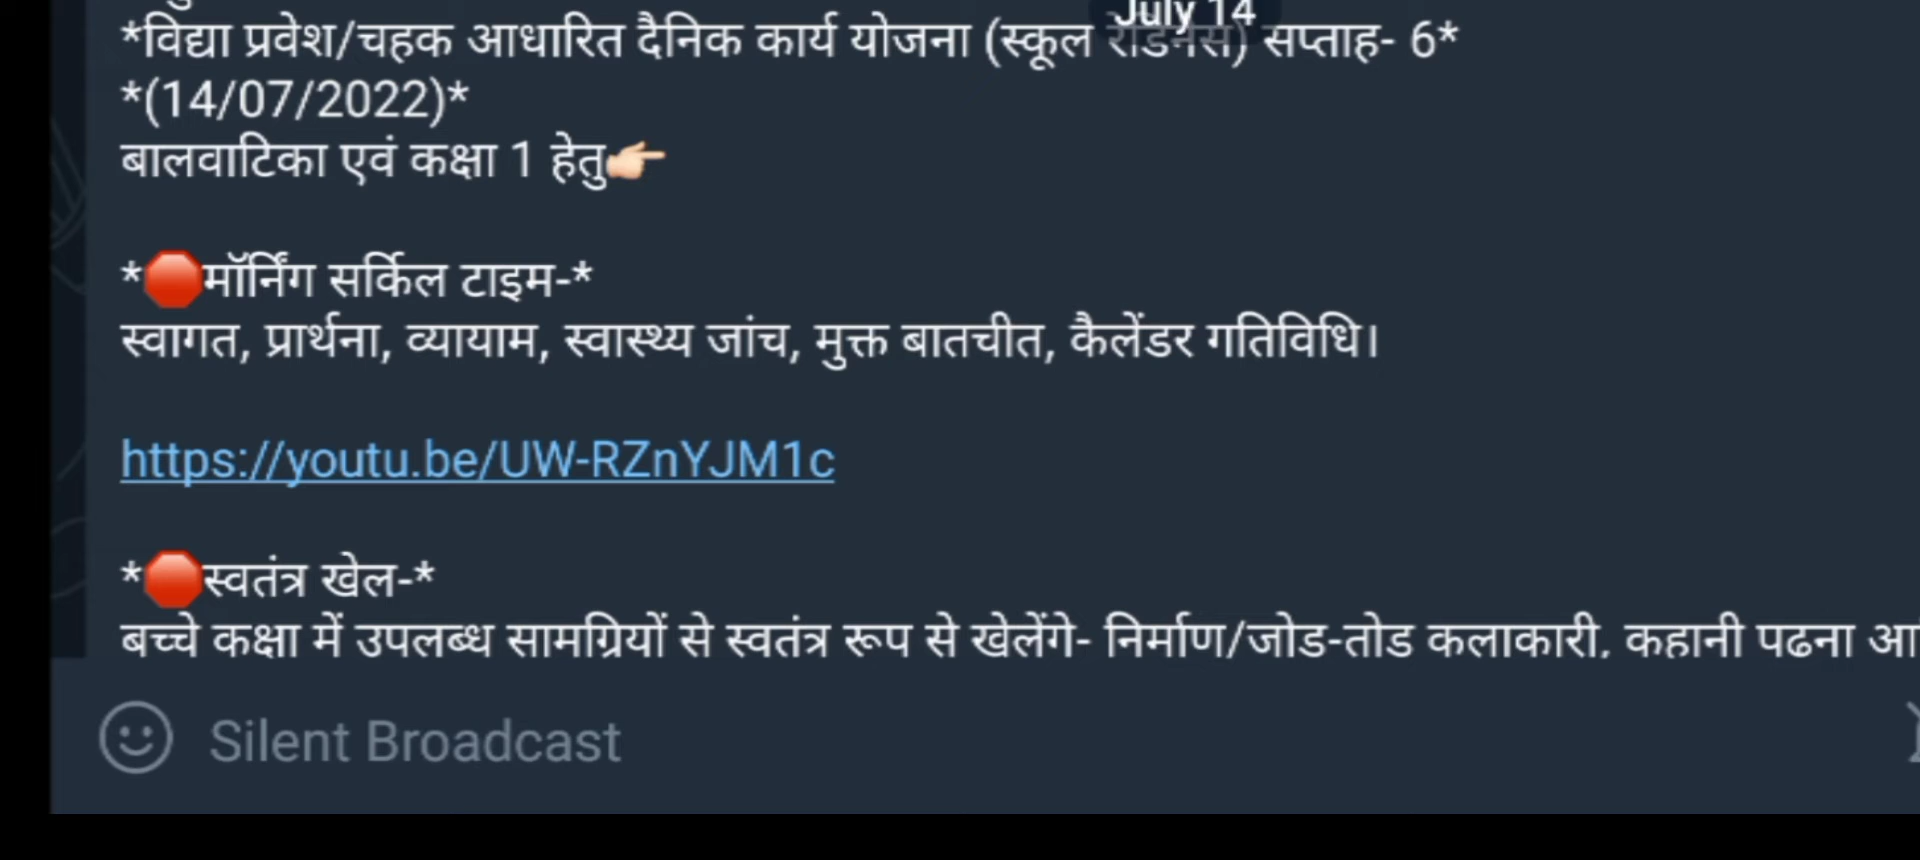 July 14
*विद्या प्रवेश/चहक आधारित दैनिक कार्य योजना (स्कूल रेडिनेस) सप्ताह- 6*
*(14/07/2022)*
बालवाटिका एवं कक्षा 1 हेतु👉🏻
*🛑मॉर्निंग सर्किल टाइम-*
स्वागत, प्रार्थना, व्यायाम, स्वास्थ्य जांच, मुक्त बातचीत, कैलेंडर गतिविधि।
https://youtu.be/UW-RZnYJM1c
*🛑स्वतंत्र खेल-*
बच्चे कक्षा में उपलब्ध सामग्रियों से स्वतंत्र रूप से खेलेंगे- निर्माण/जोड-तोड कलाकारी, कहानी पढना
Silent Broadcast